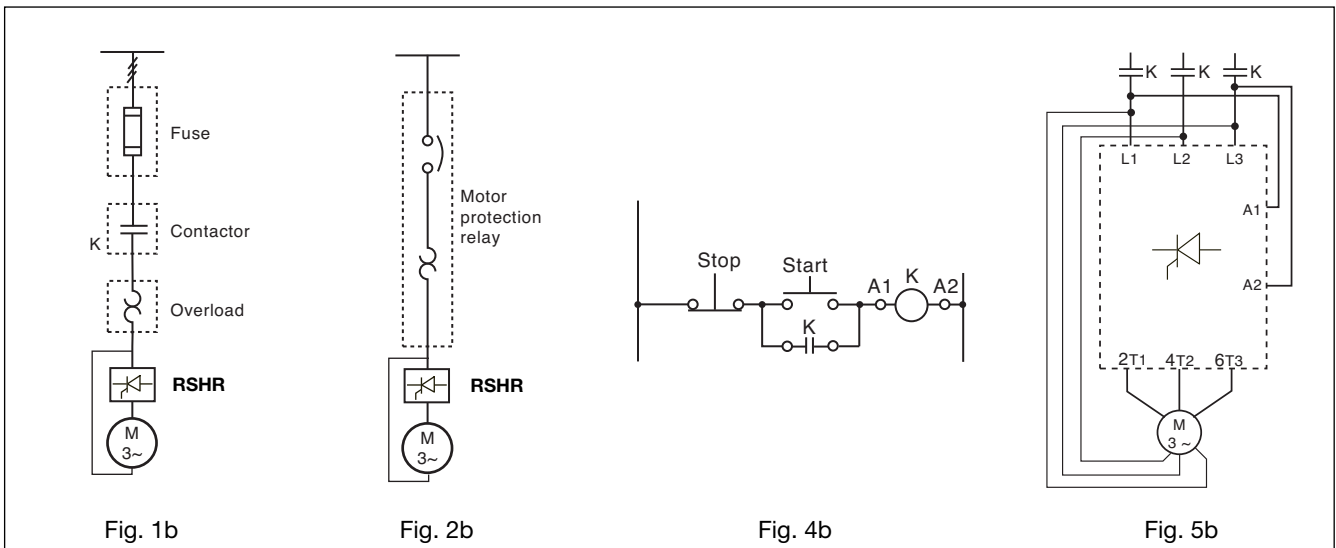 Fuse
K
Contactor
Overload
RSHR
M
3~
Fig. 1b
Motor
protection
relay
RSHR
M
3~
Fig. 2b
Stop
Start
A1
K
A2
K
Fig. 4b
K
K
K
L1
L2
L3
A1
A2
2T1
4T2
6T3
M
3 ~
Fig. 5b